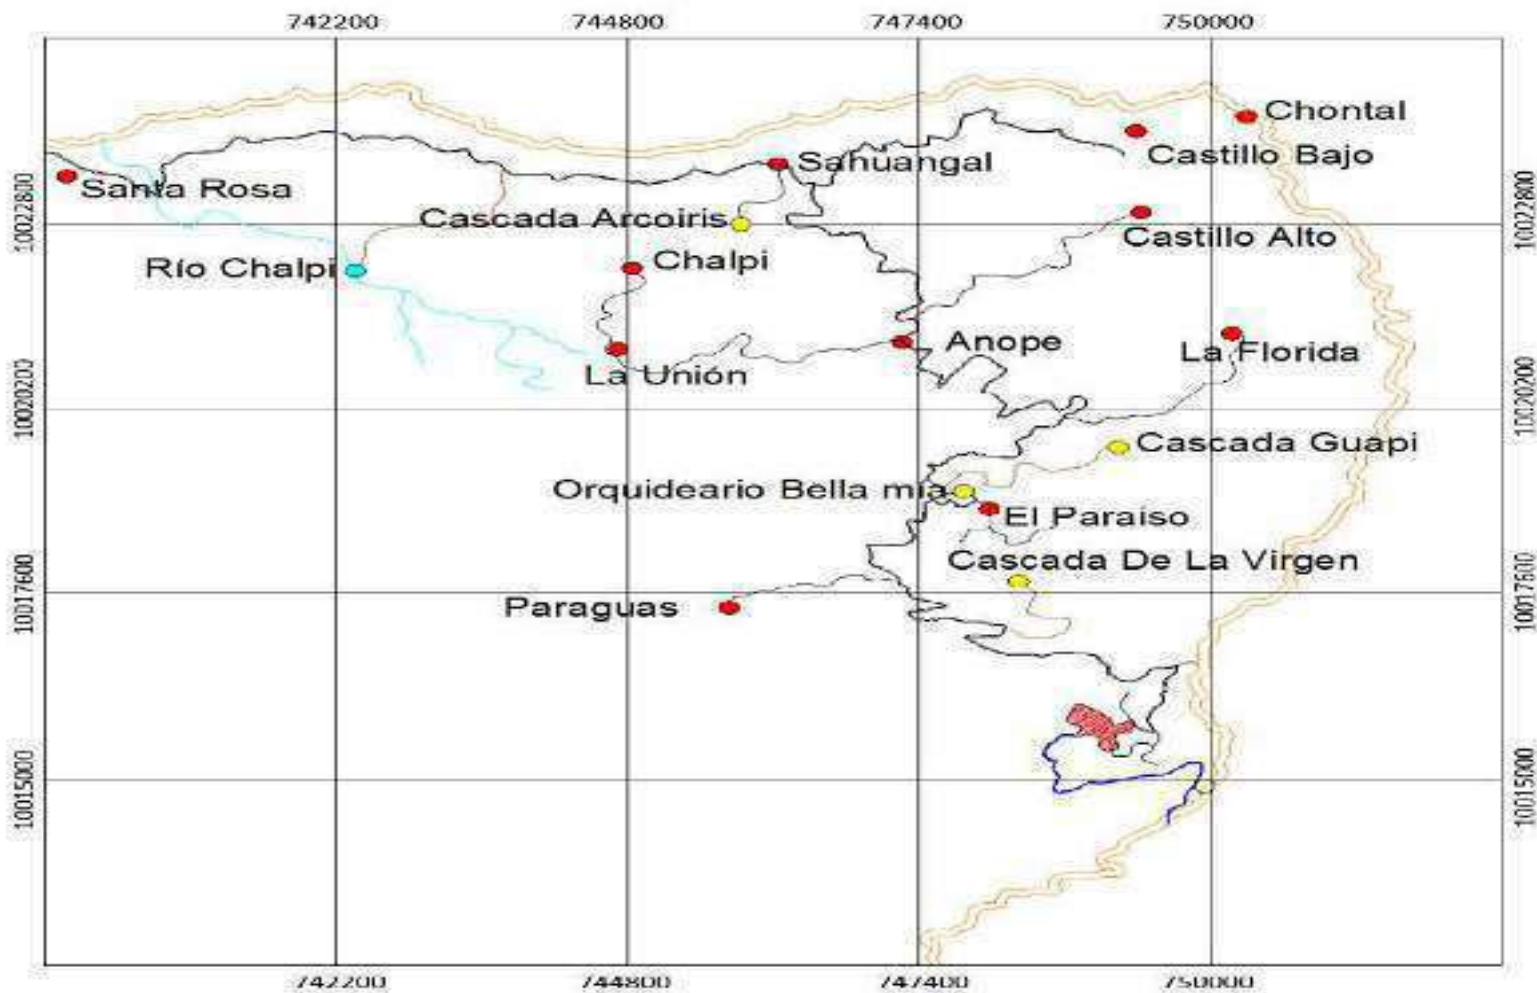 742200 744800 747400 750000
Chontal
Castillo Bajo
Sahuangal
Santa Rosa
10022800 10022800
Cascada Arcoiris
Castillo Alto
Río Chalpi
Chalpi
Anope
La Florida
La Unión
10020200 10020200
Cascada Guapi
Orquideario Bella mía
El Paraiso
Cascada De La Virgen
10017600 10017600
Paraguas
10015000 10015000
742200 744800 747400 750000